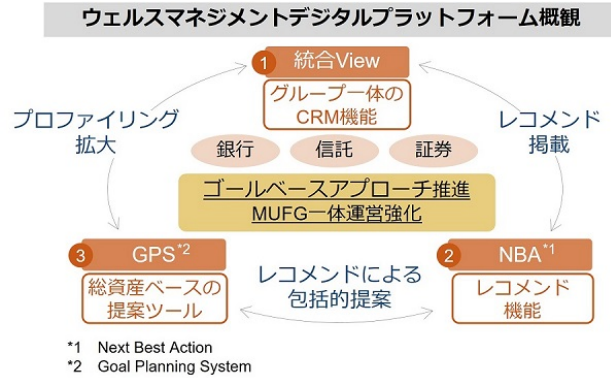 ウェルスマネジメントデジタルプラットフォーム概観
1 統合View
グループ一体の
CRM機能
プロファイリング
拡大
レコメンド
掲載
銀行 信託 証券
ゴールベースアプローチ推進
MUFG一体運営強化
3 GPS*2
総資産ベースの
提案ツール
レコメンドによる
包括的提案
2 NBA*1
レコメンド
機能
*1 Next Best Action
*2 Goal Planning System